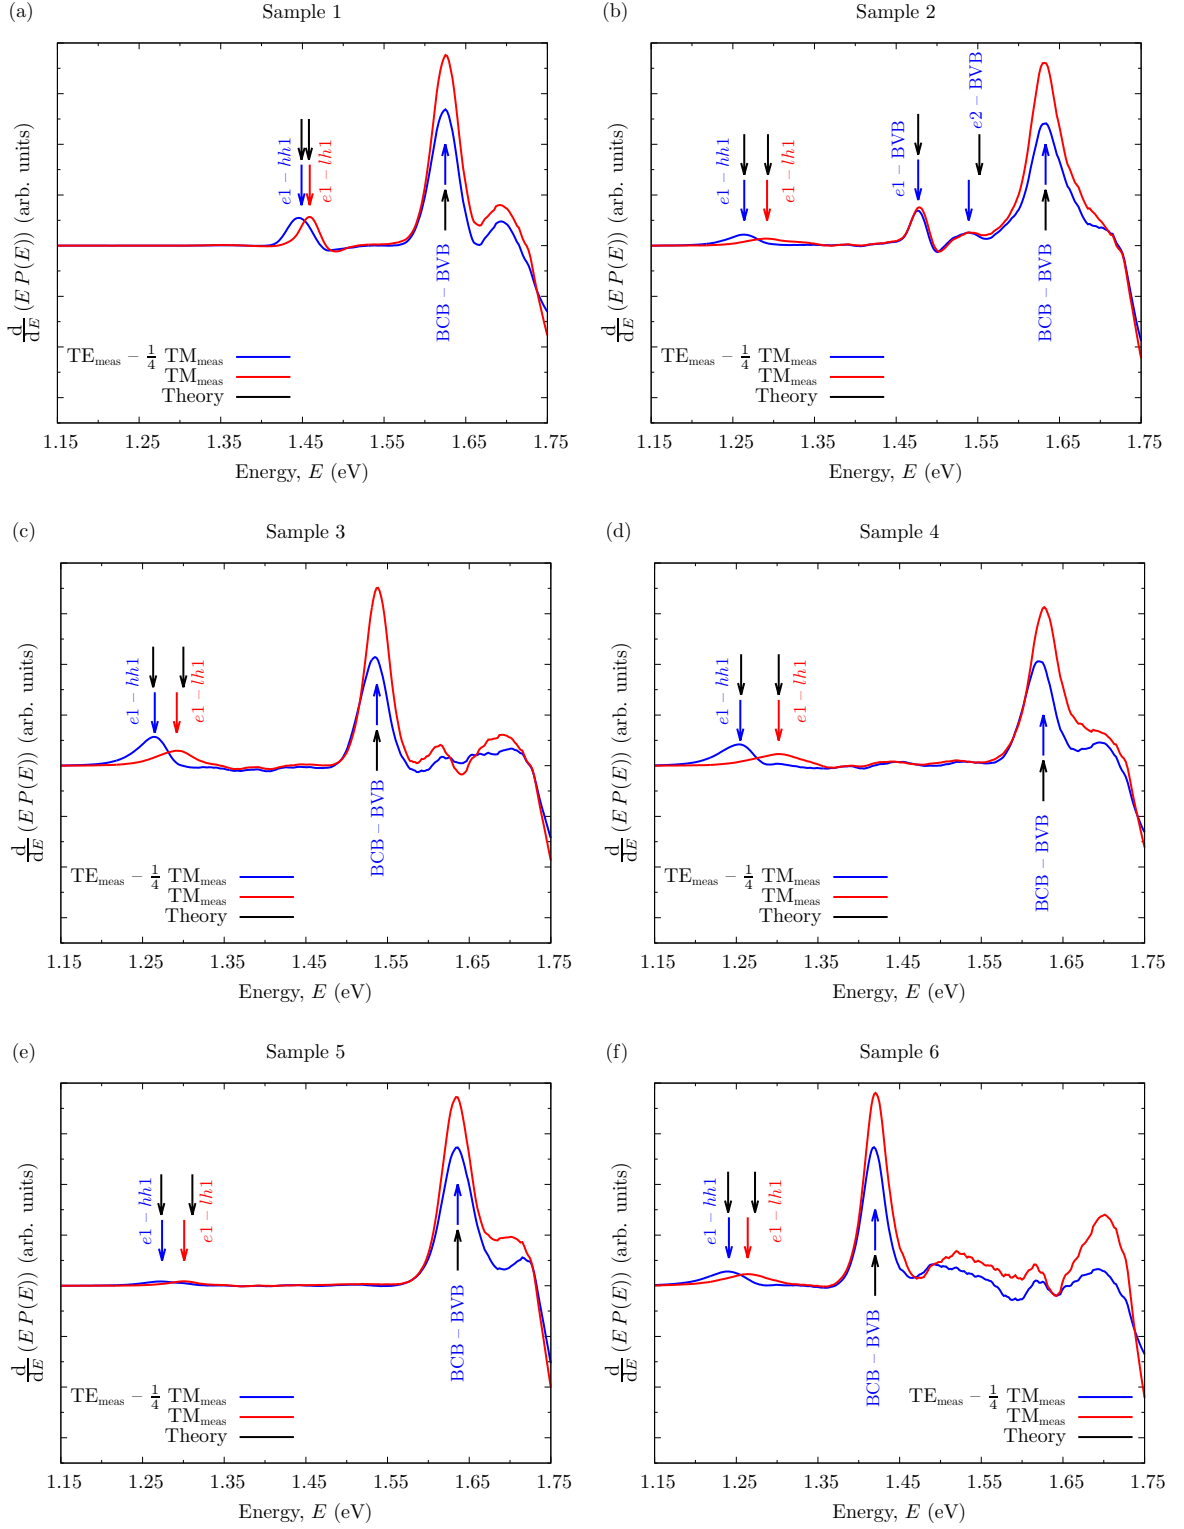 (a) Sample 1
e1 – hh1
e1 – lh1
BCB – BVB
d/dE (E P(E)) (arb. units)
TEmeas – 1/4 TMmeas
TMmeas
Theory
1.15 1.25 1.35 1.45 1.55 1.65 1.75
Energy, E (eV)
(b) Sample 2
e1 – hh1
e1 – lh1
e1 – BVB
e2 – BVB
BCB – BVB
d/dE (E P(E)) (arb. units)
TEmeas – 1/4 TMmeas
TMmeas
Theory
1.15 1.25 1.35 1.45 1.55 1.65 1.75
Energy, E (eV)
(c) Sample 3
e1 – hh1
e1 – lh1
BCB – BVB
d/dE (E P(E)) (arb. units)
TEmeas – 1/4 TMmeas
TMmeas
Theory
1.15 1.25 1.35 1.45 1.55 1.65 1.75
Energy, E (eV)
(d) Sample 4
e1 – hh1
e1 – lh1
BCB – BVB
d/dE (E P(E)) (arb. units)
TEmeas – 1/4 TMmeas
TMmeas
Theory
1.15 1.25 1.35 1.45 1.55 1.65 1.75
Energy, E (eV)
(e) Sample 5
e1 – hh1
e1 – lh1
BCB – BVB
d/dE (E P(E)) (arb. units)
TEmeas – 1/4 TMmeas
TMmeas
Theory
1.15 1.25 1.35 1.45 1.55 1.65 1.75
Energy, E (eV)
(f) Sample 6
e1 – hh1
e1 – lh1
BCB – BVB
d/dE (E P(E)) (arb. units)
TEmeas – 1/4 TMmeas
TMmeas
Theory
1.15 1.25 1.35 1.45 1.55 1.65 1.75
Energy, E (eV)